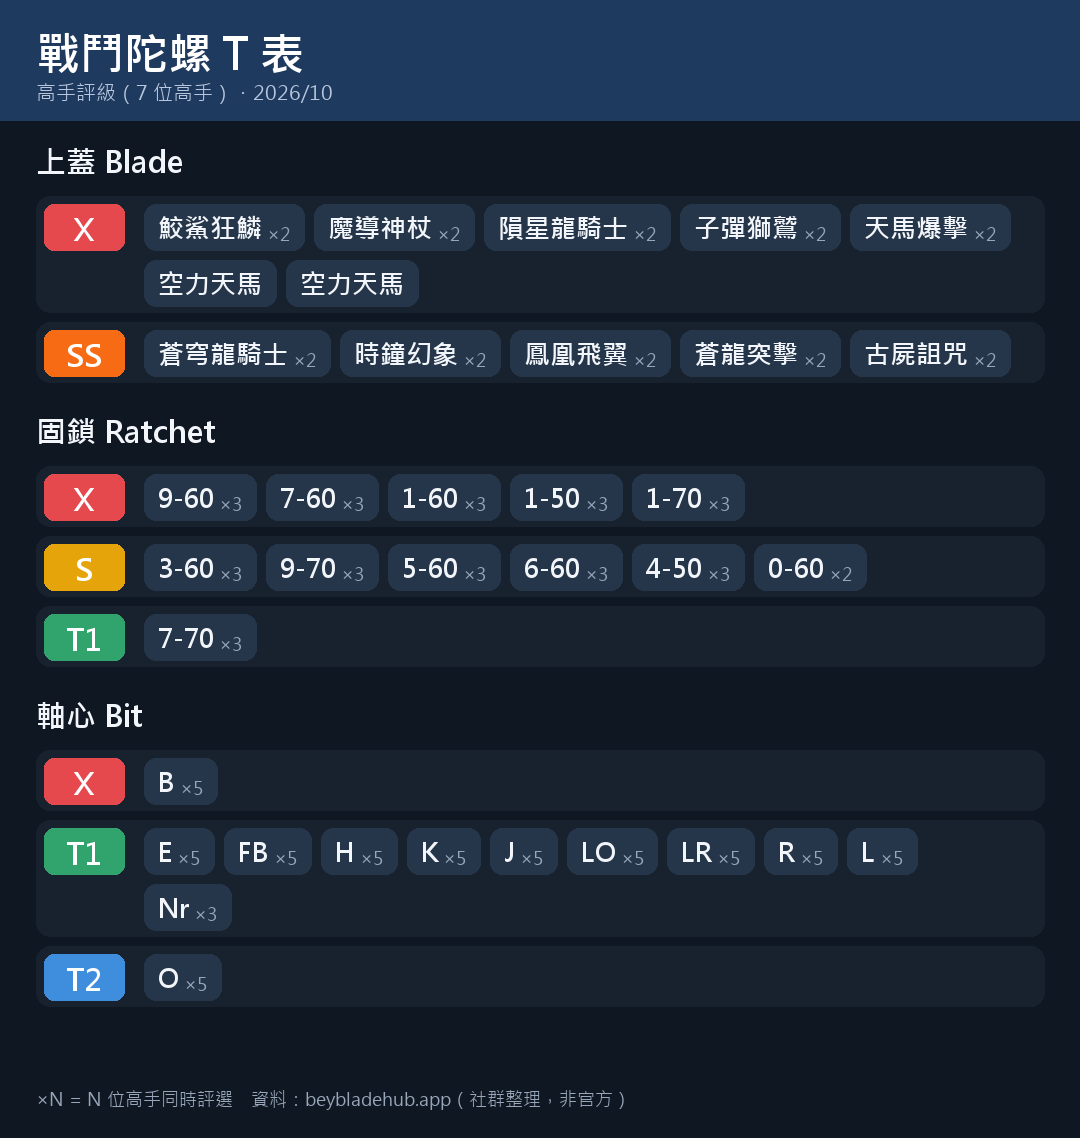 戰鬥陀螺 T 表
高手評級（7 位高手） · 2026/10
上蓋 Blade
X 鮫鯊狂鱗 ×2 魔導神杖 ×2 隕星龍騎士 ×2 子彈獅鷲 ×2 天馬爆擊 ×2
空力天馬 空力天馬
SS 蒼穹龍騎士 ×2 時鐘幻象 ×2 鳳凰飛翼 ×2 蒼龍突擊 ×2 古屍詛咒 ×2
固鎖 Ratchet
X 9-60 ×3 7-60 ×3 1-60 ×3 1-50 ×3 1-70 ×3
S 3-60 ×3 9-70 ×3 5-60 ×3 6-60 ×3 4-50 ×3 0-60 ×2
T1 7-70 ×3
軸心 Bit
X B ×5
T1 E ×5 FB ×5 H ×5 K ×5 J ×5 LO ×5 LR ×5 R ×5 L ×5
Nr ×3
T2 O ×5
×N = N 位高手同時評選　資料：beybladehub.app（社群整理，非官方）